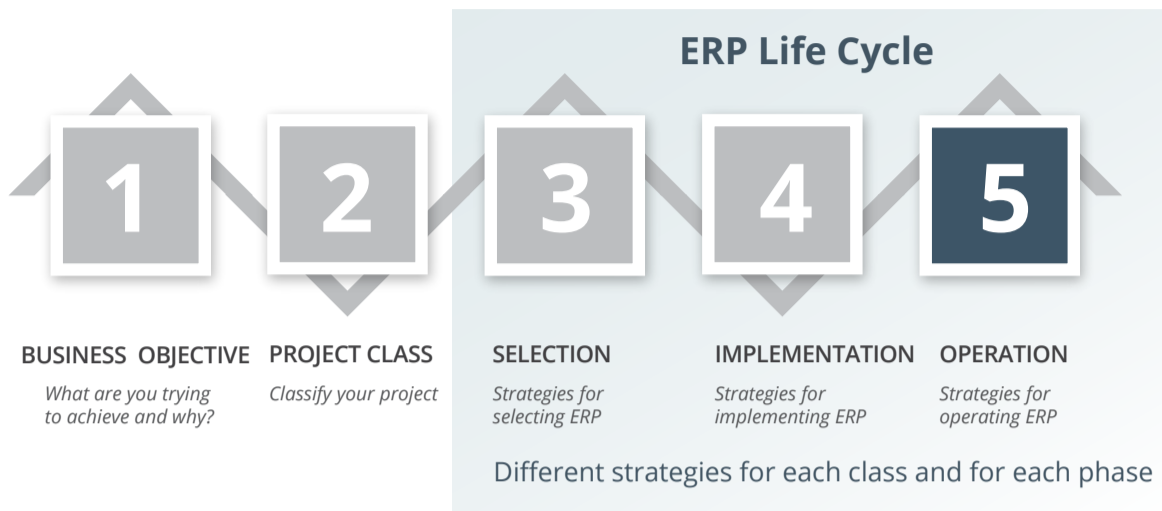 ERP Life Cycle
1
2
3
4
5
BUSINESS OBJECTIVE
What are you trying
to achieve and why?
PROJECT CLASS
Classify your project
SELECTION
Strategies for
selecting ERP
IMPLEMENTATION
Strategies for
implementing ERP
OPERATION
Strategies for
operating ERP
Different strategies for each class and for each phase